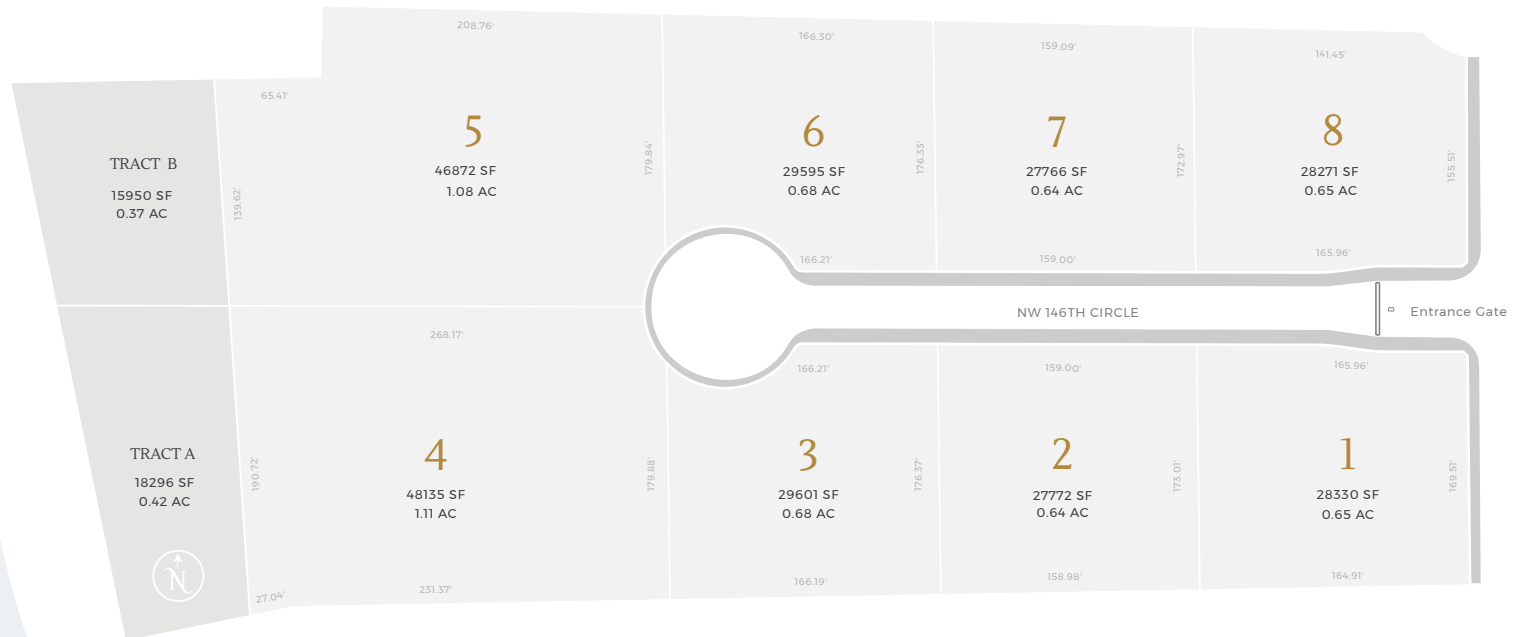 208.76'
166.30'
159.09'
141.45'
65.41'
5
46872 SF
1.08 AC
6
29595 SF
0.68 AC
7
27766 SF
0.64 AC
8
28271 SF
0.65 AC
TRACT B
15950 SF
0.37 AC
139.62'
179.84'
176.33'
172.97'
155.51'
166.21'
159.00'
165.96'
NW 146TH CIRCLE
Entrance Gate
268.17'
166.21'
159.00'
165.96'
TRACT A
18296 SF
0.42 AC
190.72'
4
48135 SF
1.11 AC
179.88'
3
29601 SF
0.68 AC
176.37'
2
27772 SF
0.64 AC
173.01'
1
28330 SF
0.65 AC
169.51'
N
27.04'
231.37'
166.19'
158.98'
164.91'